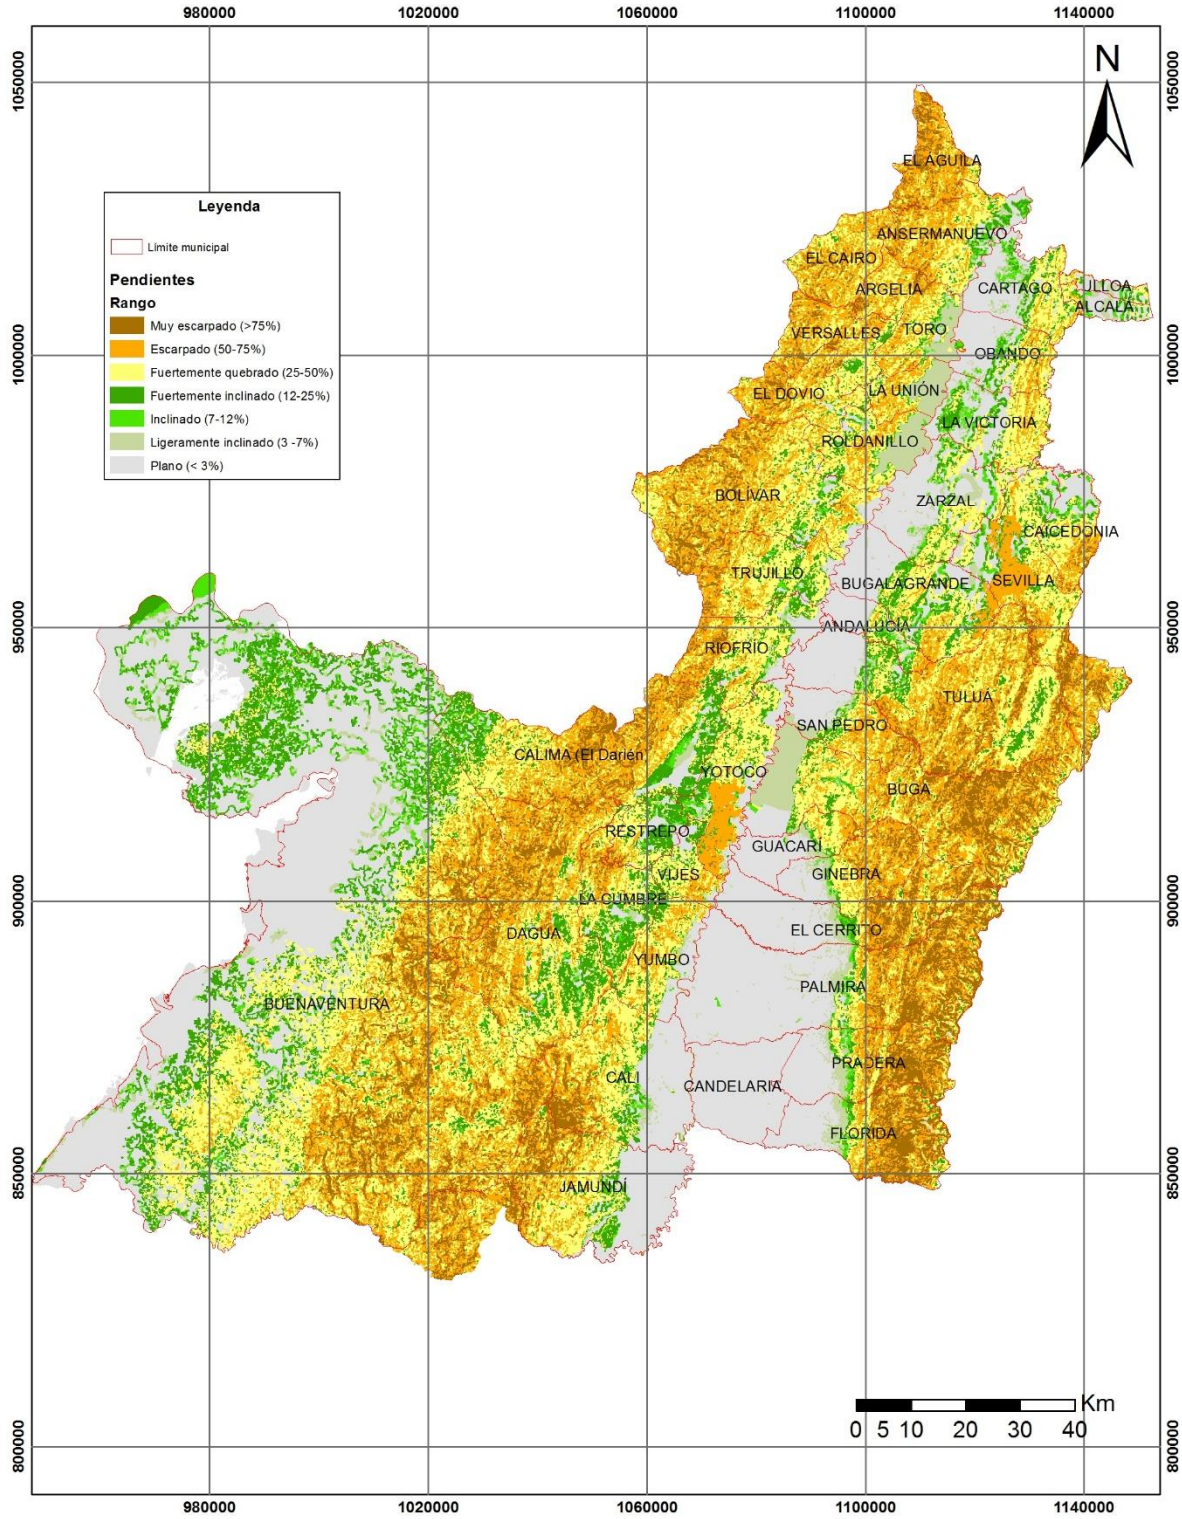 980000 1020000 1060000 1100000 1140000
1050000 1050000
N
EL AGUILA
Leyenda
Límite municipal
Pendientes
Rango
Muy escarpado (>75%)
Escarpado (50-75%)
Fuertemente quebrado (25-50%)
Fuertemente inclinado (12-25%)
Inclinado (7-12%)
Ligeramente inclinado (3 -7%)
Plano (< 3%)
ANSERMANUEVO
EL CAIRO
ARGELIA
CARTAGO
ULLOA
ALCALÁ
VERSALLES
TORO
1000000 1000000
OBANDO
EL DOVIO
LA UNIÓN
LA VICTORIA
ROLDANILLO
BOLÍVAR
ZARZAL
CAICEDONIA
TRUJILLO
BUGALAGRANDE
SEVILLA
950000 950000
ANDALUCÍA
RIOFRÍO
TULUÁ
SAN PEDRO
CALIMA (El Darién)
YOTOCO
BUGA
RESTREPO
GUACARÍ
VIJES
GINEBRA
900000 900000
LA CUMBRE
DAGUA
EL CERRITO
YUMBO
PALMIRA
BUENAVENTURA
PRADERA
CALI
CANDELARIA
FLORIDA
850000 850000
JAMUNDÍ
Km
0 5 10 20 30 40
800000 800000
980000 1020000 1060000 1100000 1140000